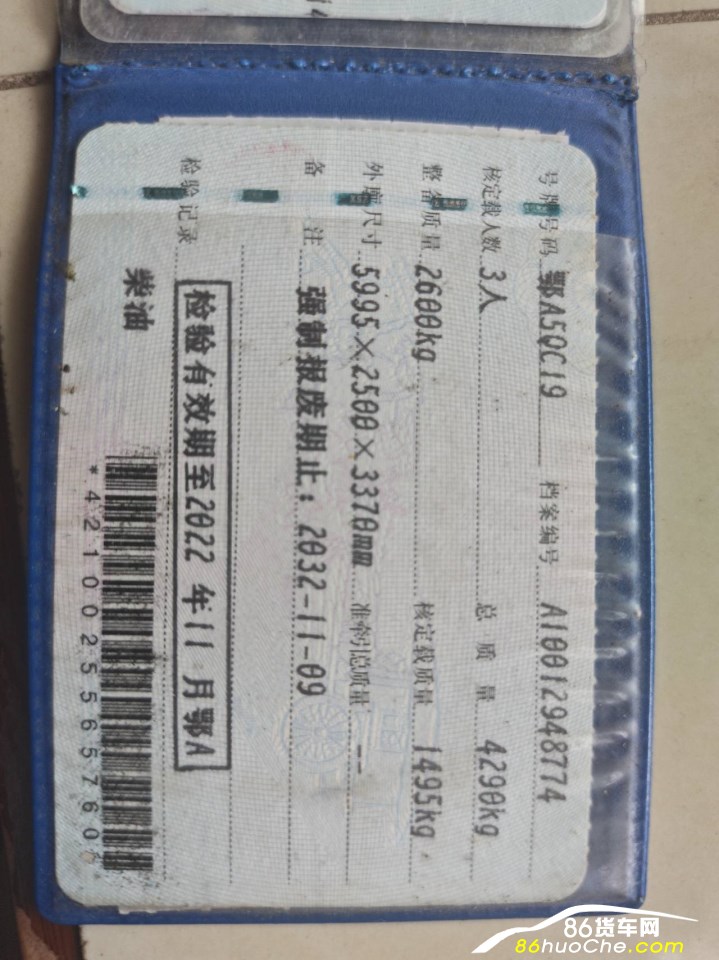 号牌号码 鄂A5QC19 档案编号 A10012948774
核定载人数 3人 总质量 4290kg
整备质量 2600kg 核定载质量 1495kg
外廓尺寸 5995×2500×3370mm 准牵引总质量 --
备注 强制报废期止：2032-11-09
检验记录 检验有效期至2022年11月鄂A
柴油
*4210025565760
86货车网
86huoChe.com